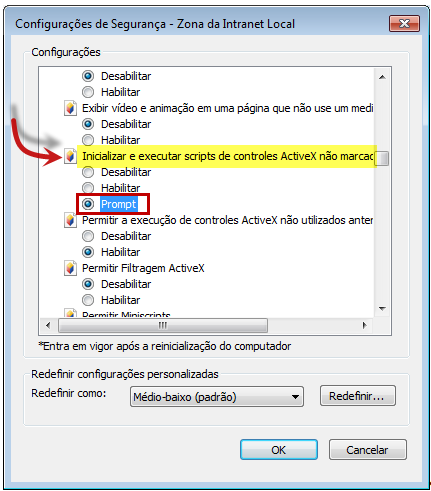 Configurações de Segurança - Zona da Intranet Local
Configurações
Desabilitar
Habilitar
Exibir vídeo e animação em uma página que não use um medi
Desabilitar
Habilitar
Inicializar e executar scripts de controles ActiveX não marcad
Desabilitar
Habilitar
Prompt
Permitir a execução de controles ActiveX não utilizados anter
Desabilitar
Habilitar
Permitir Filtragem ActiveX
Desabilitar
Habilitar
Permitir Miniscripts
*Entra em vigor após a reinicialização do computador
Redefinir configurações personalizadas
Redefinir como:
Médio-baixo (padrão)
Redefinir...
OK
Cancelar